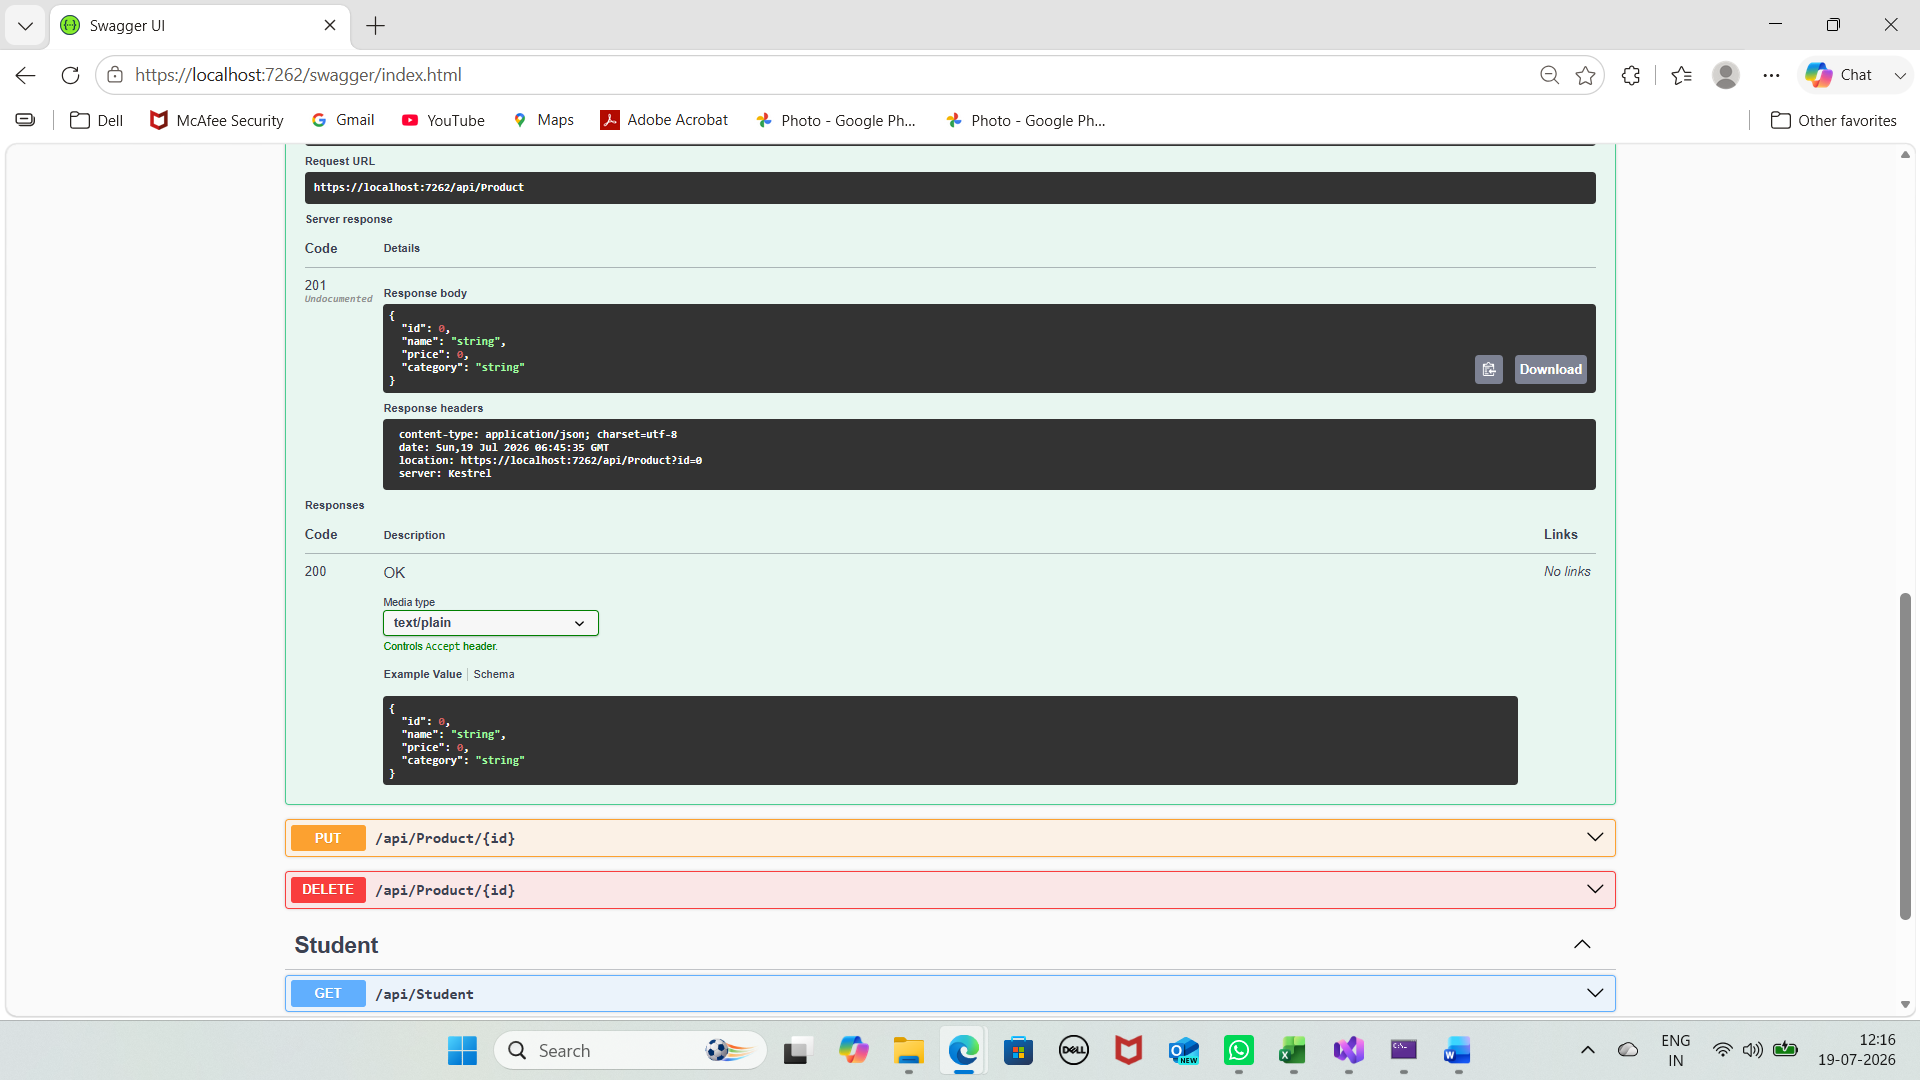 Swagger UI
https://localhost:7262/swagger/index.html
Chat
Dell
McAfee Security
Gmail
YouTube
Maps
Adobe Acrobat
Photo - Google Ph...
Photo - Google Ph...
Other favorites
Request URL
https://localhost:7262/api/Product
Server response
Code
Details
201
Undocumented
Response body
{
"id": 0,
"name": "string",
"price": 0,
"category": "string"
}
Download
Response headers
content-type: application/json; charset=utf-8
date: Sun,19 Jul 2026 06:45:35 GMT
location: https://localhost:7262/api/Product?id=0
server: Kestrel
Responses
Code
Description
Links
200
OK
No links
Media type
text/plain
Controls Accept header.
Example Value
Schema
{
"id": 0,
"name": "string",
"price": 0,
"category": "string"
}
PUT /api/Product/{id}
DELETE /api/Product/{id}
Student
GET /api/Student
Search
DELL
NEW
ENG
IN
12:16
19-07-2026